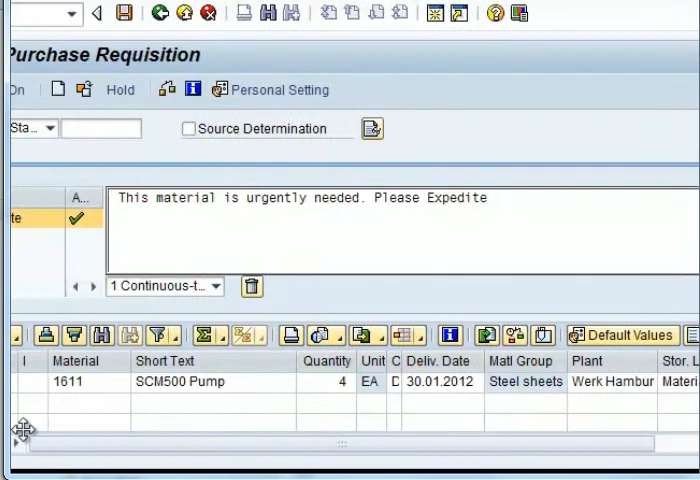 Purchase Requisition
On Hold Personal Setting
Sta... Source Determination
A... This material is urgently needed. Please Expedite
te
1 Continuous-t...
Default Values
I Material Short Text Quantity Unit C Deliv. Date Matl Group Plant Stor. L
1611 SCM500 Pump 4 EA D 30.01.2012 Steel sheets Werk Hambur Materi